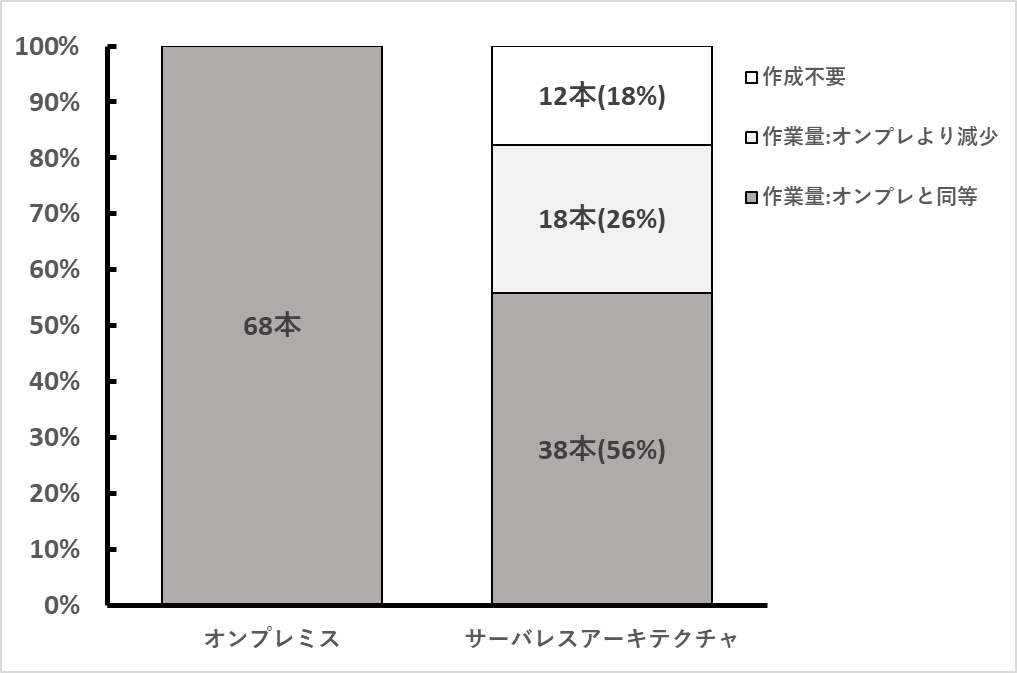 100%
90%
80%
70%
60%
50%
40%
30%
20%
10%
0%
68本
12本(18%)
18本(26%)
38本(56%)
オンプレミス
サーバレスアーキテクチャ
作成不要
作業量:オンプレより減少
作業量:オンプレと同等